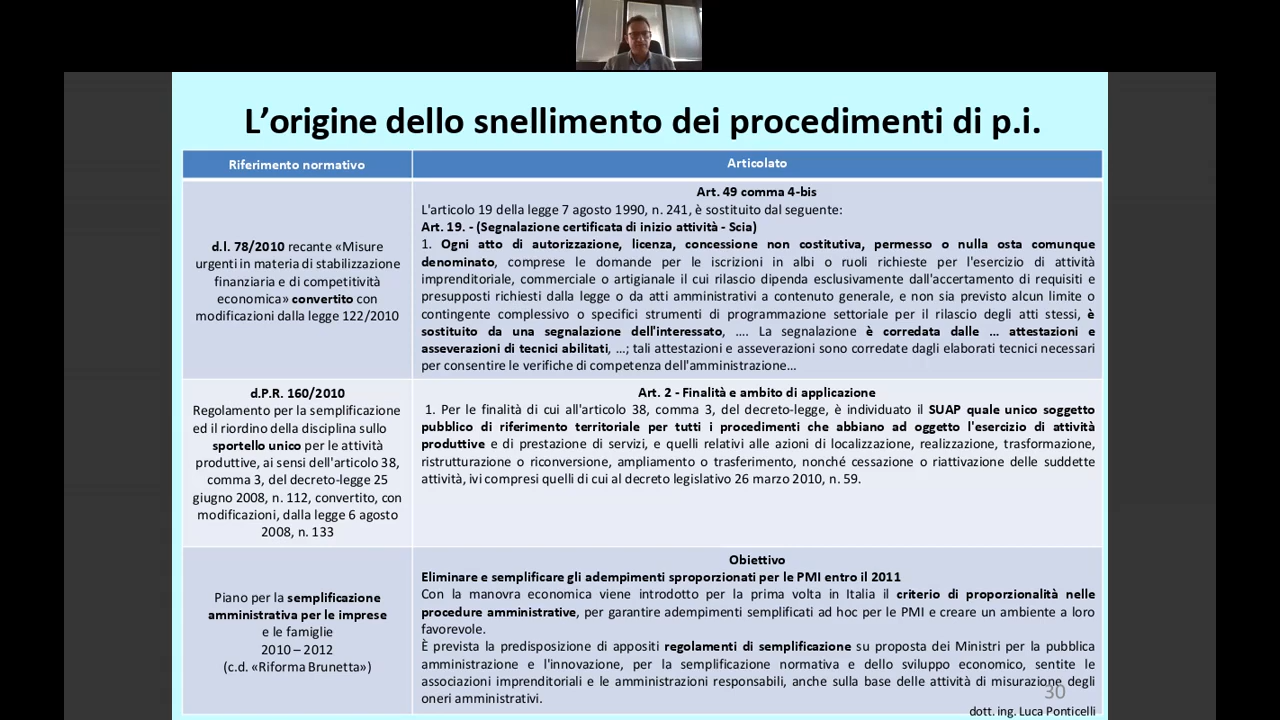 L'origine dello snellimento dei procedimenti di p.i.
Riferimento normativo
Articolato
d.l. 78/2010 recante «Misure
urgenti in materia di stabilizzazione
finanziaria e di competitività
economica» convertito con
modificazioni dalla legge 122/2010
Art. 49 comma 4-bis
L'articolo 19 della legge 7 agosto 1990, n. 241, è sostituito dal seguente:
Art. 19. - (Segnalazione certificata di inizio attività - Scia)
1. Ogni atto di autorizzazione, licenza, concessione non costitutiva, permesso o nulla osta comunque
denominato, comprese le domande per le iscrizioni in albi o ruoli richieste per l'esercizio di attività
imprenditoriale, commerciale o artigianale il cui rilascio dipenda esclusivamente dall'accertamento di requisiti e
presupposti richiesti dalla legge o da atti amministrativi a contenuto generale, e non sia previsto alcun limite o
contingente complessivo o specifici strumenti di programmazione settoriale per il rilascio degli atti stessi, è
sostituito da una segnalazione dell'interessato, .... La segnalazione è corredata dalle ... attestazioni e
asseverazioni di tecnici abilitati, ...; tali attestazioni e asseverazioni sono corredate dagli elaborati tecnici necessari
per consentire le verifiche di competenza dell'amministrazione...
d.P.R. 160/2010
Regolamento per la semplificazione
ed il riordino della disciplina sullo
sportello unico per le attività
produttive, ai sensi dell'articolo 38,
comma 3, del decreto-legge 25
giugno 2008, n. 112, convertito, con
modificazioni, dalla legge 6 agosto
2008, n. 133
Art. 2 - Finalità e ambito di applicazione
1. Per le finalità di cui all'articolo 38, comma 3, del decreto-legge, è individuato il SUAP quale unico soggetto
pubblico di riferimento territoriale per tutti i procedimenti che abbiano ad oggetto l'esercizio di attività
produttive e di prestazione di servizi, e quelli relativi alle azioni di localizzazione, realizzazione, trasformazione,
ristrutturazione o riconversione, ampliamento o trasferimento, nonché cessazione o riattivazione delle suddette
attività, ivi compresi quelli di cui al decreto legislativo 26 marzo 2010, n. 59.
Piano per la semplificazione
amministrativa per le imprese
e le famiglie
2010 – 2012
(c.d. «Riforma Brunetta»)
Obiettivo
Eliminare e semplificare gli adempimenti sproporzionati per le PMI entro il 2011
Con la manovra economica viene introdotto per la prima volta in Italia il criterio di proporzionalità nelle
procedure amministrative, per garantire adempimenti semplificati ad hoc per le PMI e creare un ambiente a loro
favorevole.
È prevista la predisposizione di appositi regolamenti di semplificazione su proposta dei Ministri per la pubblica
amministrazione e l'innovazione, per la semplificazione normativa e dello sviluppo economico, sentite le
associazioni imprenditoriali e le amministrazioni responsabili, anche sulla base delle attività di misurazione degli
oneri amministrativi.
30
dott. ing. Luca Ponticelli